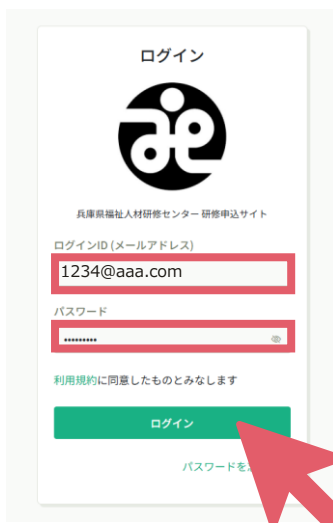 ログイン
兵庫県福祉人材研修センター 研修申込サイト
ログインID (メールアドレス)
1234@aaa.com
パスワード
•••••••••
利用規約に同意したものとみなします
ログイン
パスワードを